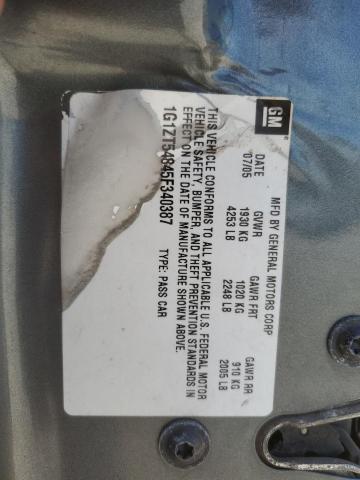 GM
MFD BY GENERAL MOTORS CORP
DATE GVWR GAWR FRT GAWR RR
07/05 1930 KG 1020 KG 910 KG
4253 LB 2248 LB 2005 LB
THIS VEHICLE CONFORMS TO ALL APPLICABLE U.S. FEDERAL MOTOR
VEHICLE SAFETY, BUMPER, AND THEFT PREVENTION STANDARDS IN
EFFECT ON THE DATE OF MANUFACTURE SHOWN ABOVE.
1G1ZT54845F340387 TYPE: PASS CAR